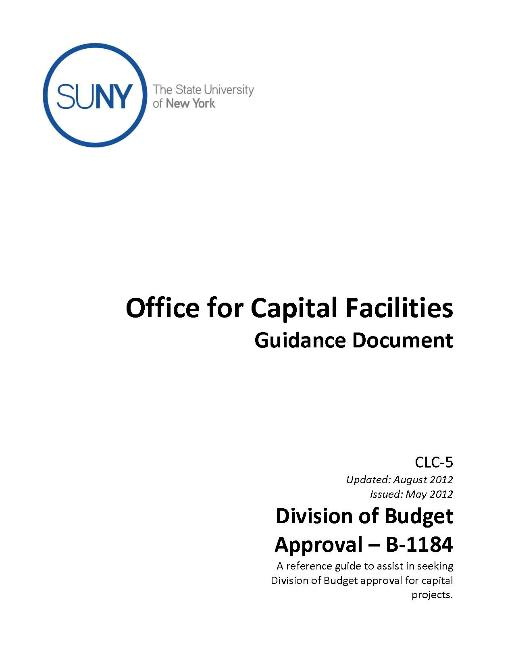 SUNY
The State University
of New York
Office for Capital Facilities
Guidance Document
CLC-5
Updated: August 2012
Issued: May 2012
Division of Budget
Approval – B-1184
A reference guide to assist in seeking
Division of Budget approval for capital
projects.